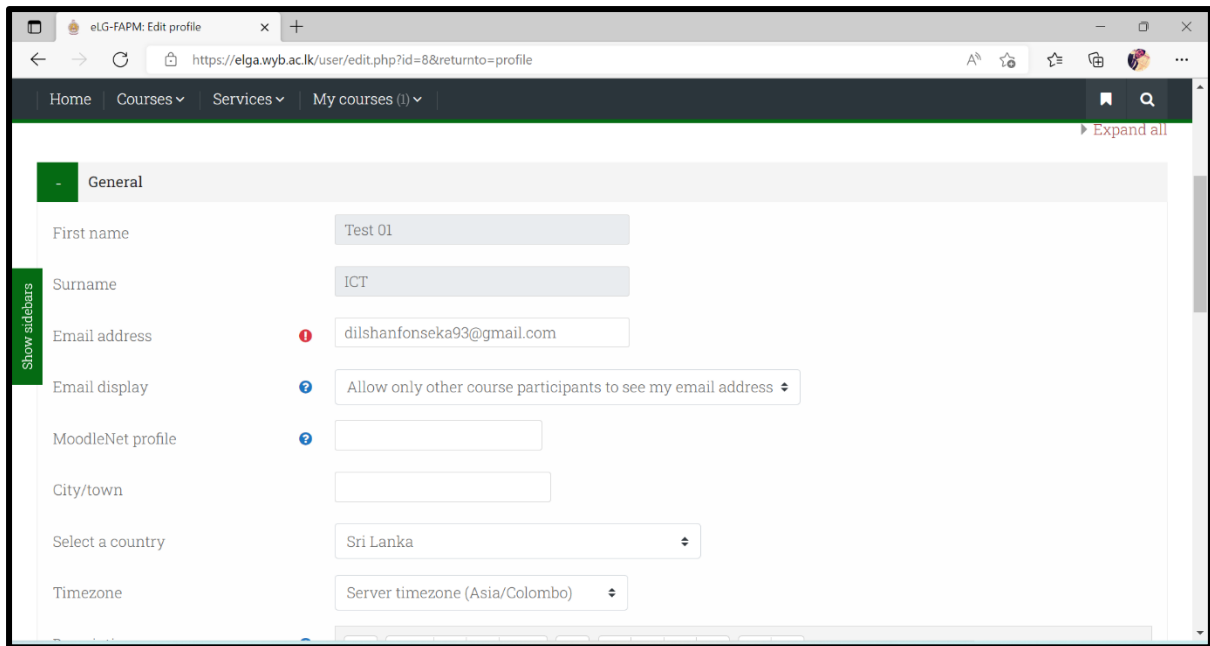 eLG-FAPM: Edit profile
https://elga.wyb.ac.lk/user/edit.php?id=8&returnto=profile
Home Courses Services My courses (1)
Expand all
- General
First name Test 01
Surname ICT
Show sidebars
Email address dilshanfonseka93@gmail.com
Email display Allow only other course participants to see my email address
MoodleNet profile
City/town
Select a country Sri Lanka
Timezone Server timezone (Asia/Colombo)